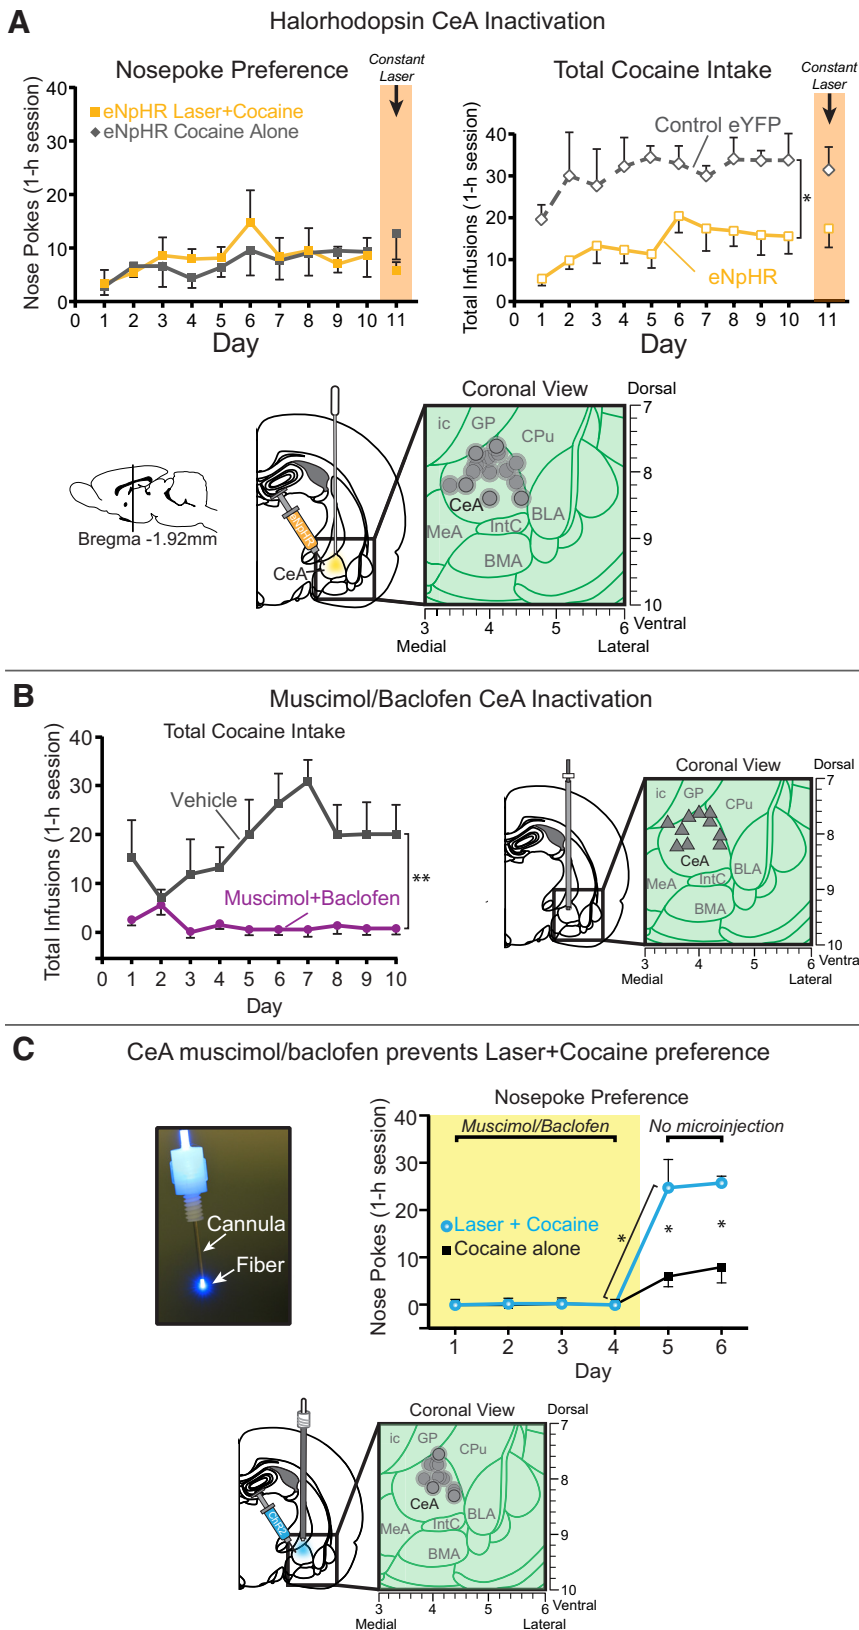 A
Halorhodopsin CeA Inactivation
Nosepoke Preference
Constant
Laser
eNpHR Laser+Cocaine
eNpHR Cocaine Alone
Nose Pokes (1-h session)
40
30
20
10
0
0 1 2 3 4 5 6 7 8 9 10 11
Day
Total Cocaine Intake
Constant
Laser
Control eYFP
*
eNpHR
Total Infusions (1-h session)
40
30
20
10
0
0 1 2 3 4 5 6 7 8 9 10 11
Day
Bregma -1.92mm
eNpHR
CeA
Coronal View
Dorsal
ic
GP
CPu
CeA
BLA
MeA
IntC
BMA
7
8
9
10
Ventral
3 4 5 6
Medial
Lateral
B
Muscimol/Baclofen CeA Inactivation
Total Cocaine Intake
Total Infusions (1-h session)
40
30
20
10
0
Vehicle
Muscimol+Baclofen
**
0 1 2 3 4 5 6 7 8 9 10
Day
Coronal View
Dorsal
ic
GP
CPu
CeA
BLA
MeA
IntC
BMA
7
8
9
10
Ventral
3 4 5 6
Medial
Lateral
C
CeA muscimol/baclofen prevents Laser+Cocaine preference
Cannula
Fiber
Nosepoke Preference
Muscimol/Baclofen
No microinjection
Laser + Cocaine
Cocaine alone
*
*
*
Nose Pokes (1-h session)
40
30
20
10
0
1 2 3 4 5 6
Day
ChR2
Coronal View
Dorsal
ic
GP
CPu
CeA
BLA
MeA
IntC
BMA
7
8
9
10
Ventral
3 4 5 6
Medial
Lateral